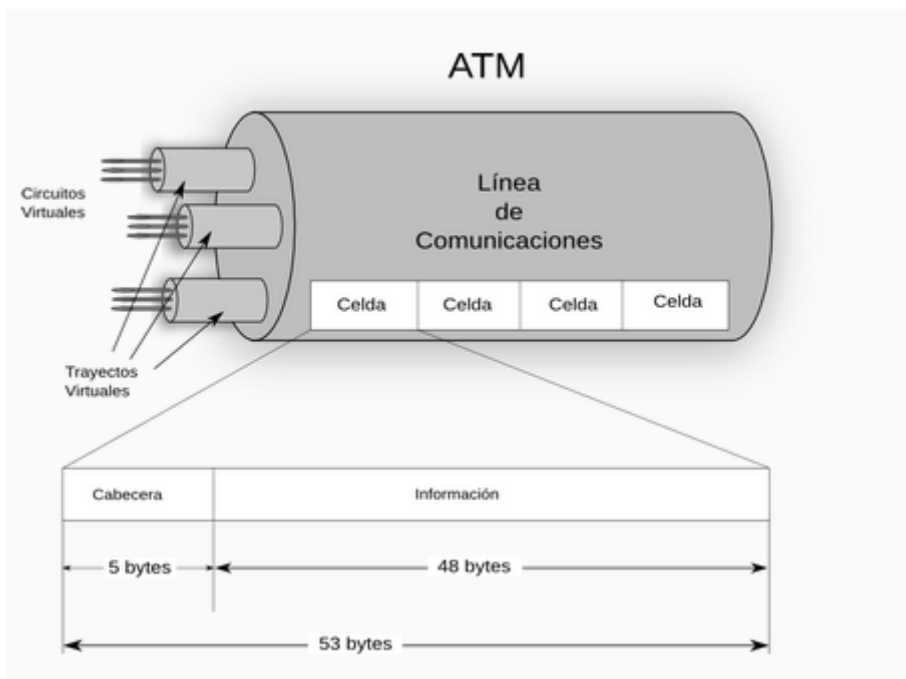 ATM
Línea
de
Comunicaciones
Circuitos
Virtuales
Celda Celda Celda Celda
Trayectos
Virtuales
Cabecera Información
5 bytes 48 bytes
53 bytes